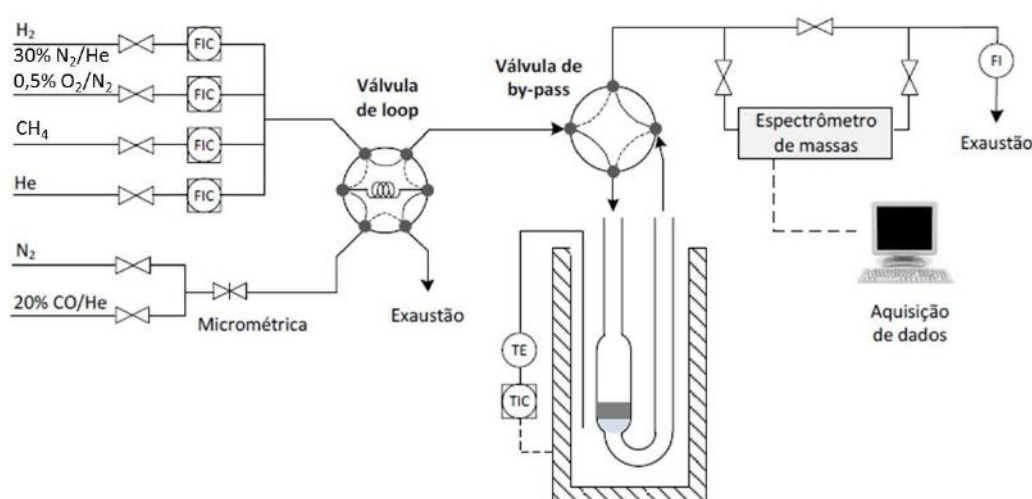 H₂
30% N₂/He
0,5% O₂/N₂
CH₄
He
N₂
20% CO/He
FIC
FIC
FIC
FIC
Micrométrica
Válvula
de loop
Exaustão
Válvula de
by-pass
TE
TIC
Espectrômetro
de massas
FI
Exaustão
Aquisição
de dados